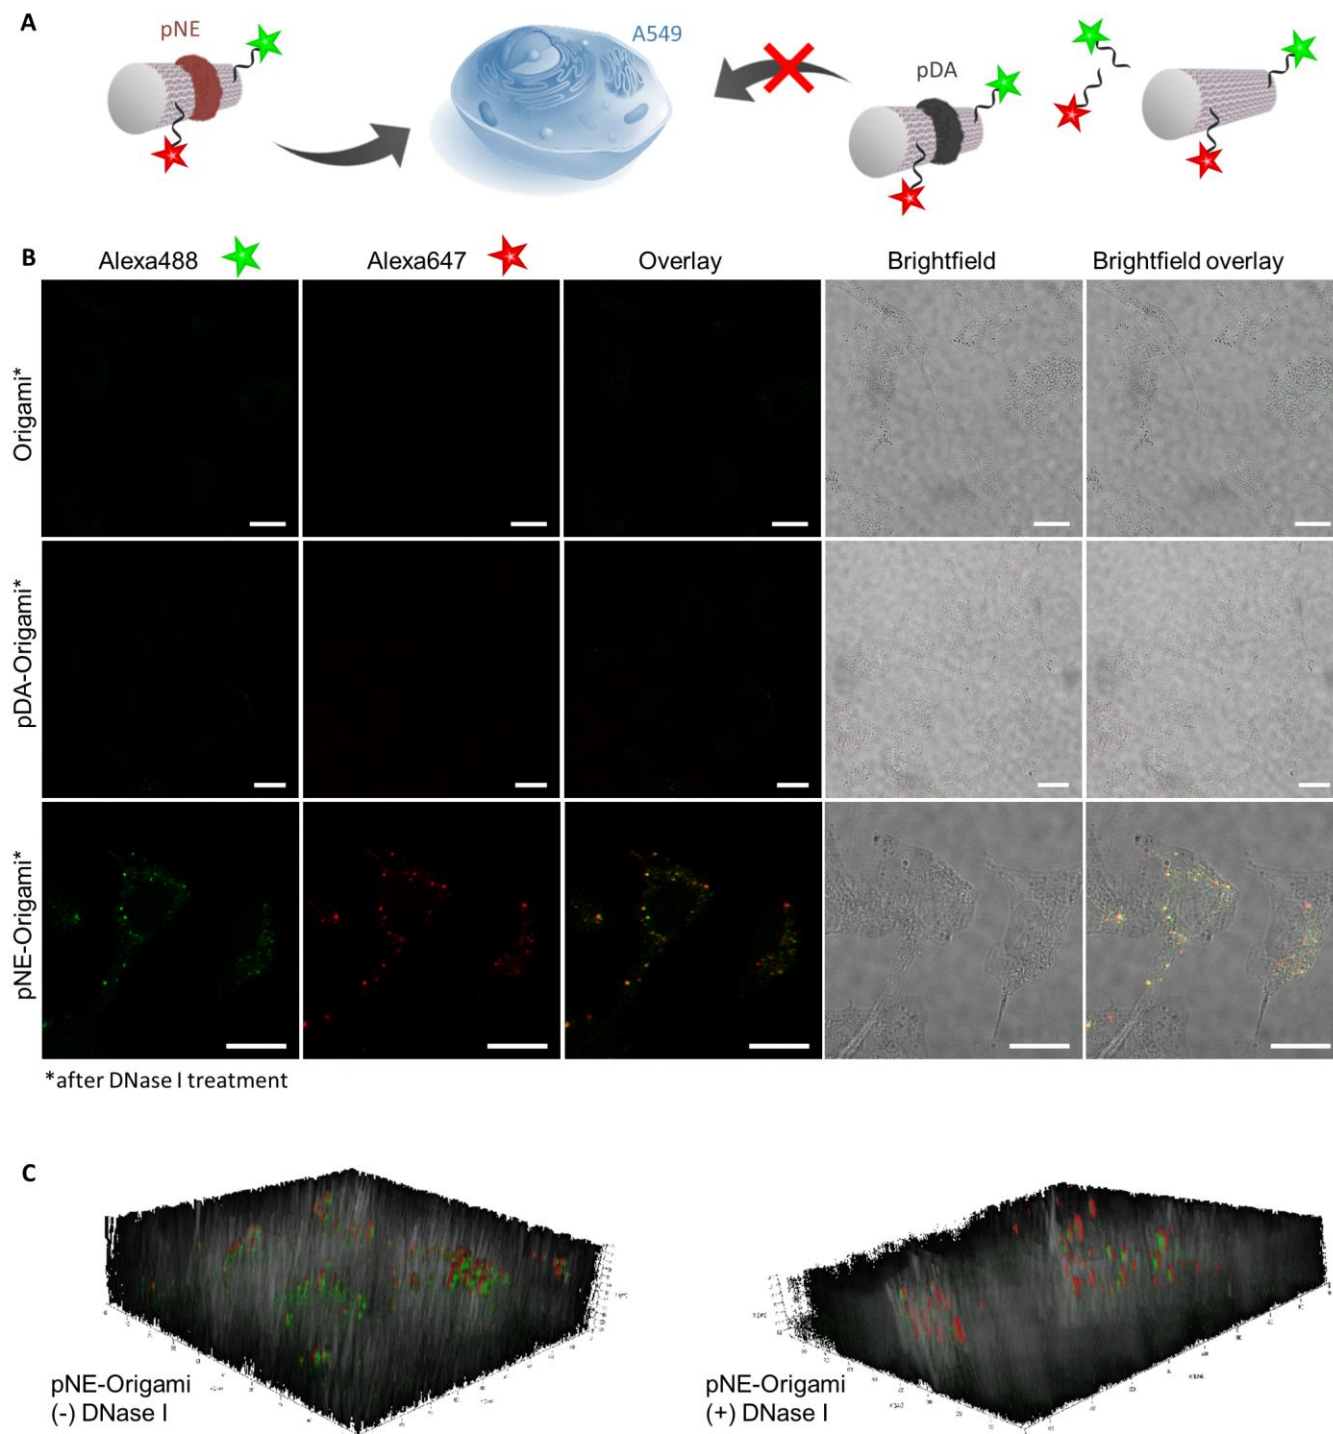 A
pNE
A549
pDA
B
Alexa488
Alexa647
Overlay
Brightfield
Brightfield overlay
Origami*
pDA-Origami*
pNE-Origami*
*after DNase I treatment
C
pNE-Origami
(-) DNase I
pNE-Origami
(+) DNase I